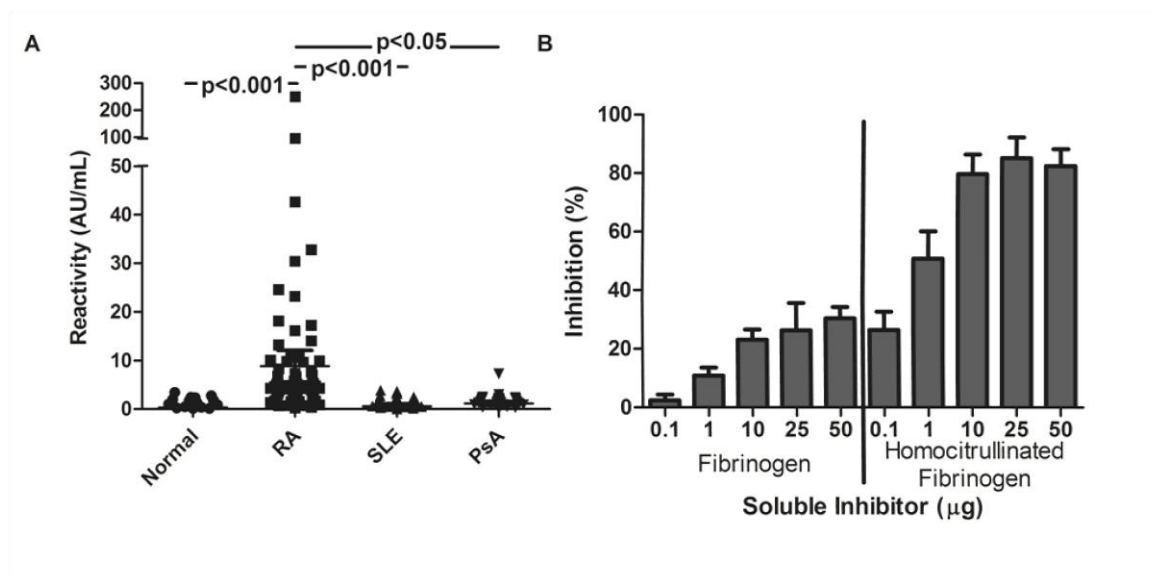 A
p<0.05
B
p<0.001
p<0.001
300
200
100
50
40
30
20
10
0
Reactivity (AU/mL)
Normal
RA
SLE
PsA
100
80
60
40
20
0
Inhibition (%)
0.1 1 10 25 50 0.1 1 10 25 50
Fibrinogen
Homocitrullinated
Fibrinogen
Soluble Inhibitor (μg)